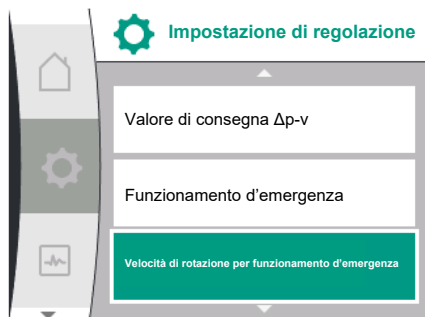 Impostazione di regolazione
Valore di consegna Δp-v
Funzionamento d’emergenza
Velocità di rotazione per funzionamento d’emergenza